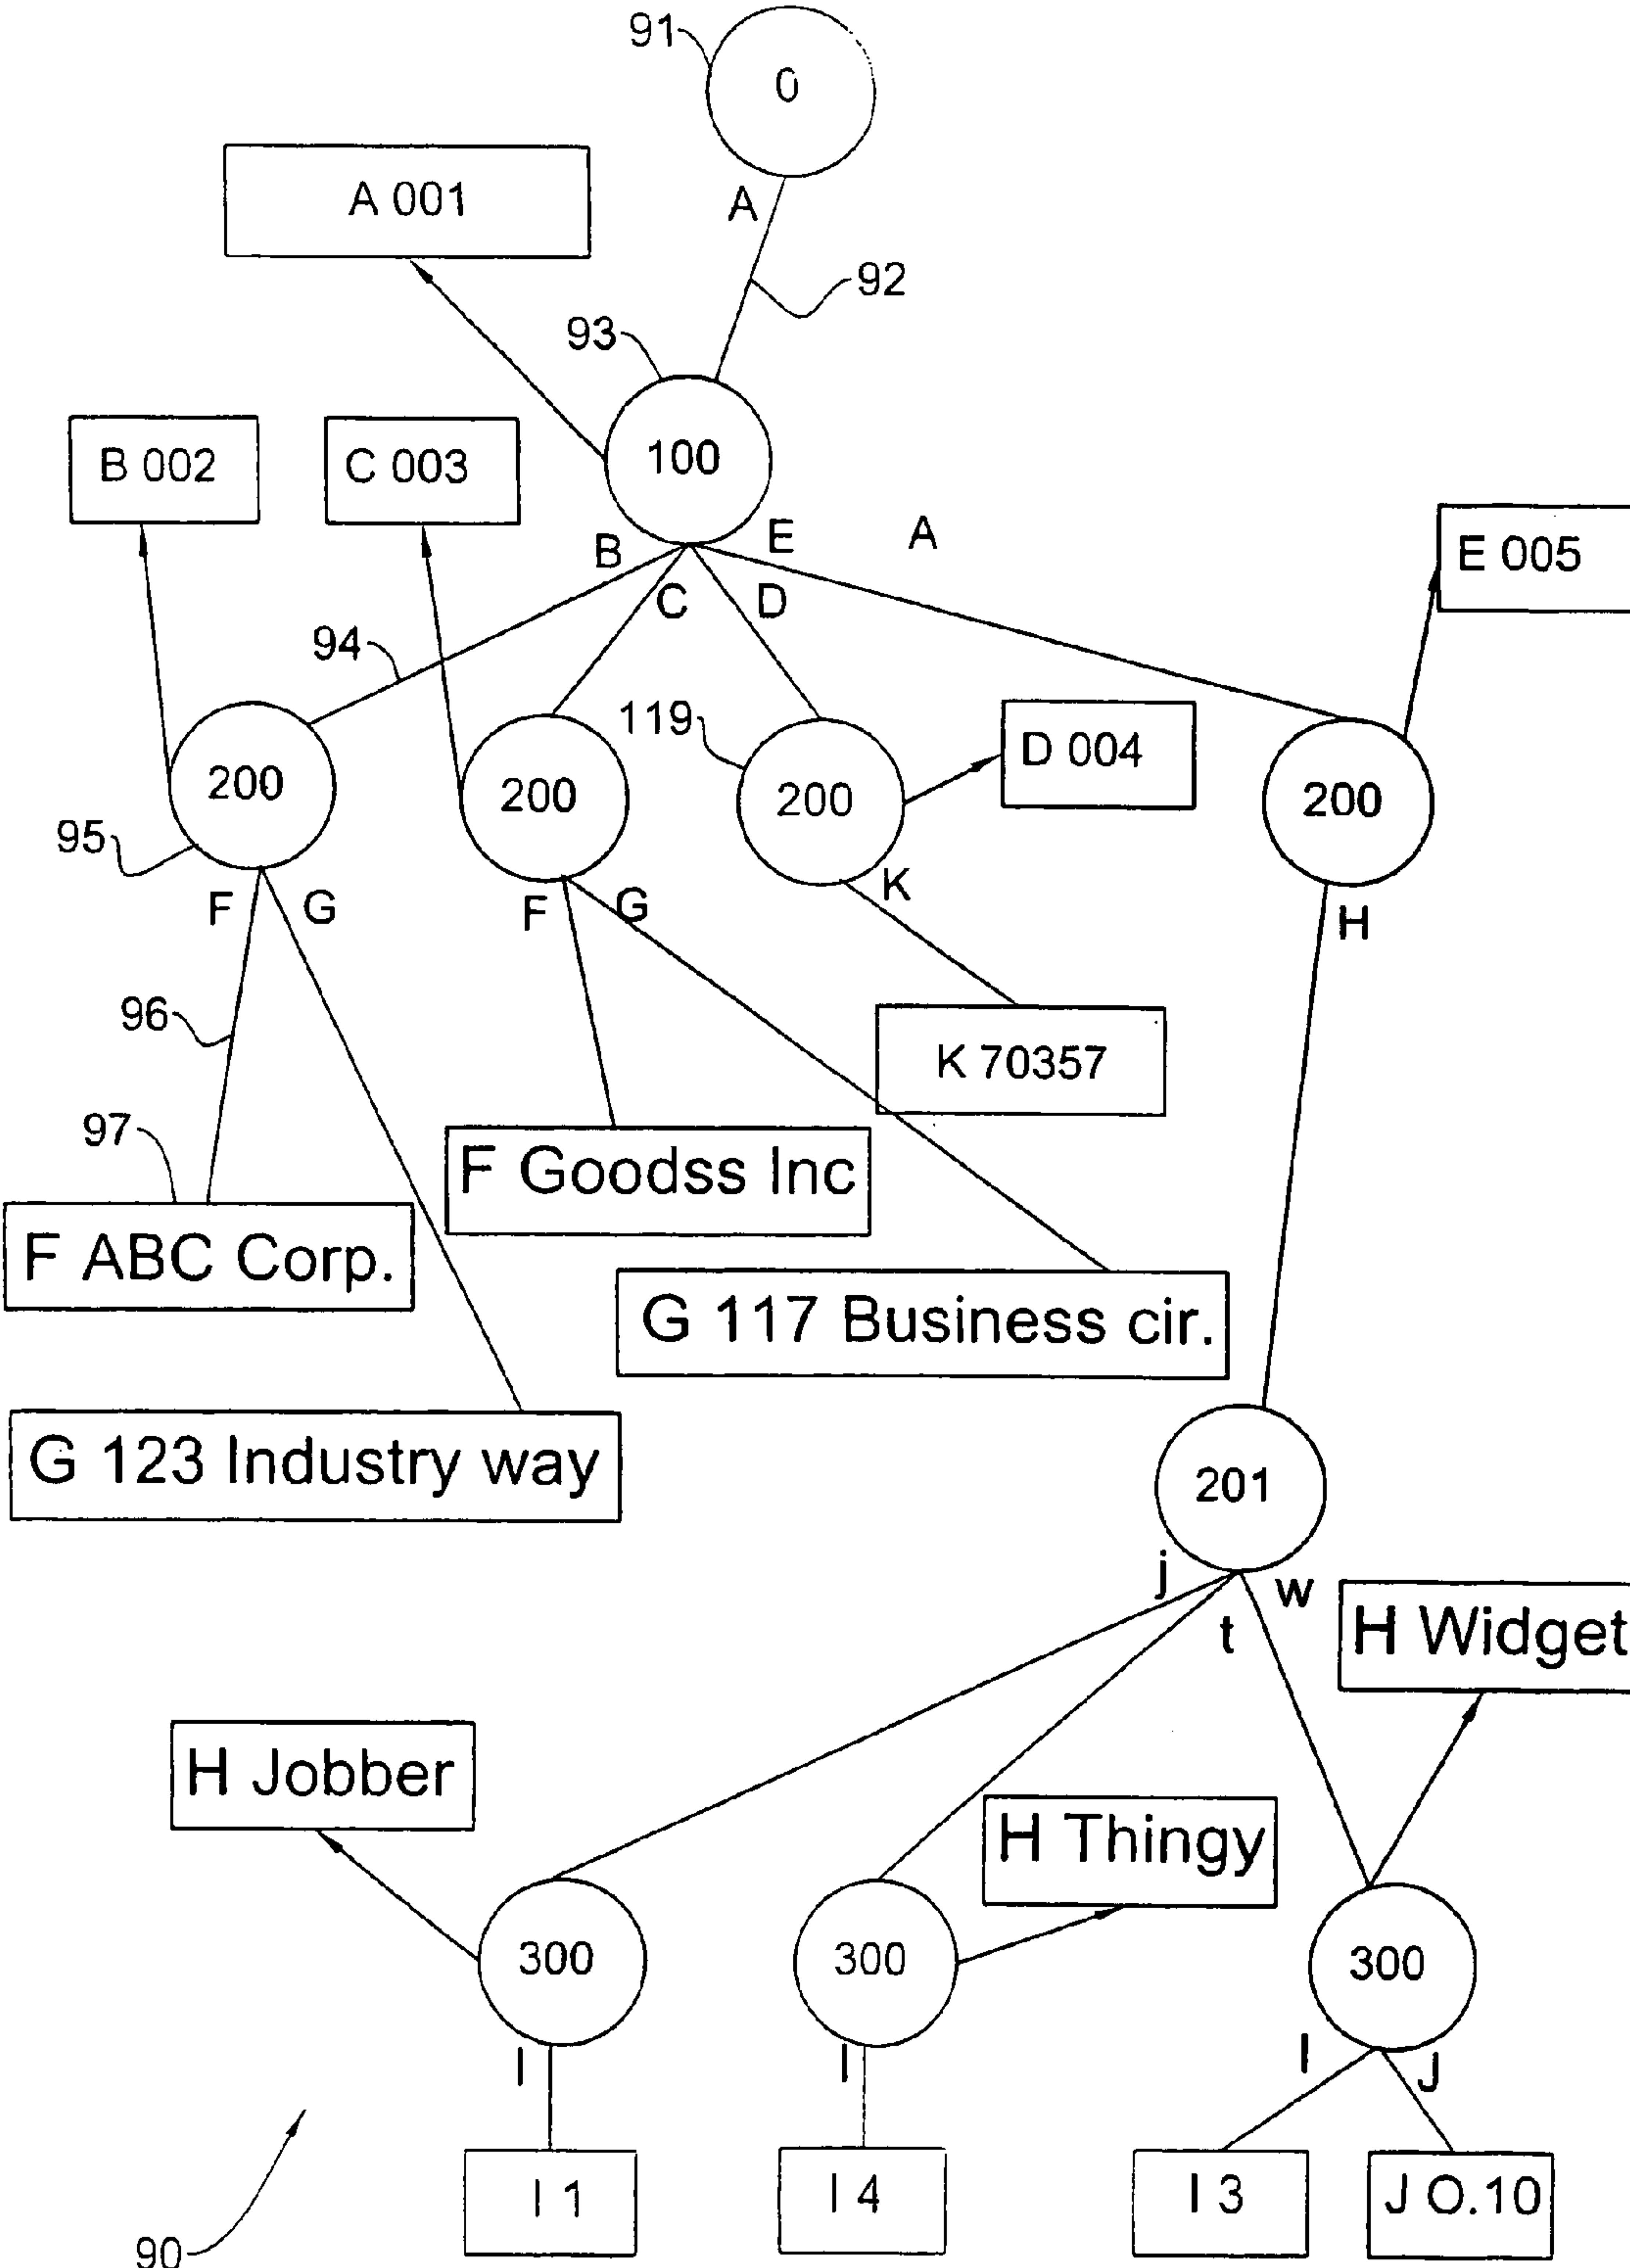 91
0
A 001
A
92
93
100
B 002
C 003
B
C
D
E
A
E 005
94
119
200
200
200
D 004
200
95
F
G
F
G
K
H
96
K 70357
97
F Goodss Inc
F ABC Corp.
G 117 Business cir.
G 123 Industry way
201
j
t
w
H Widget
H Jobber
H Thingy
300
300
300
I
I
I
J
I 1
I 4
I 3
J O.10
90